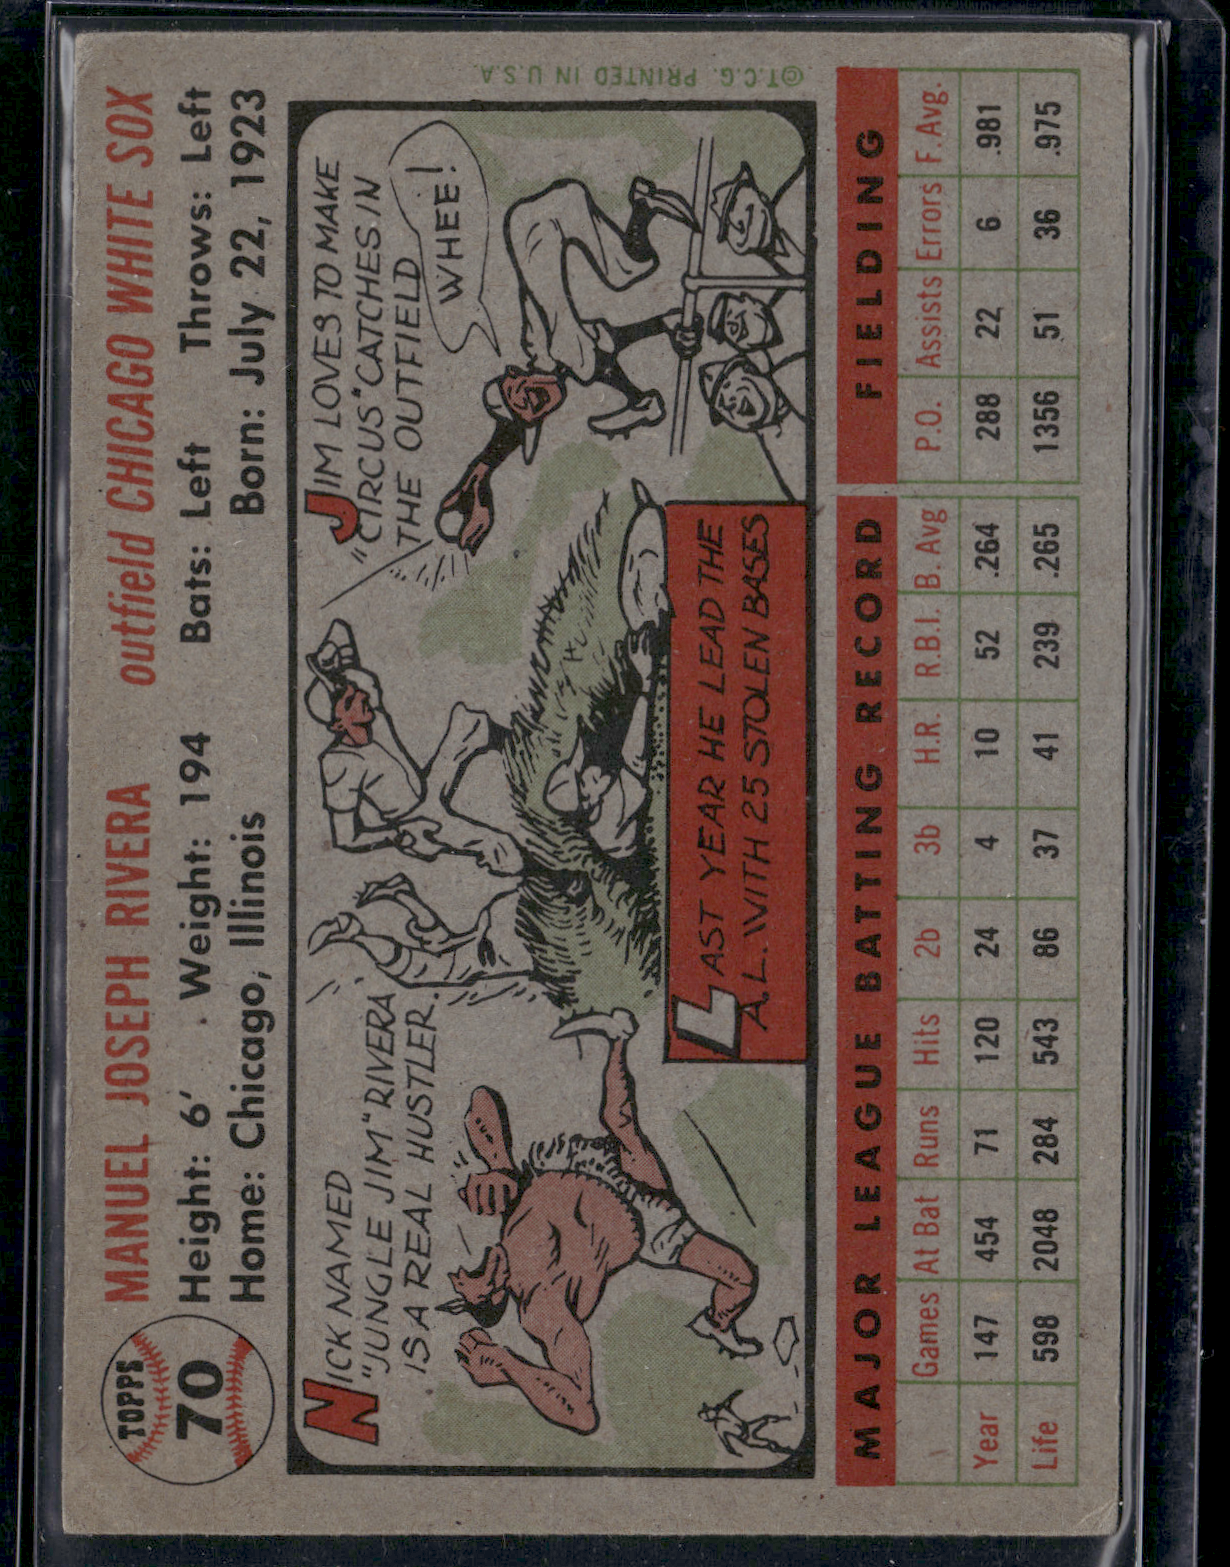 TOPPS
70
MANUEL JOSEPH RIVERA outfield CHICAGO WHITE SOX
Height: 6' Weight: 194 Bats: Left Throws: Left
Home: Chicago, Illinois Born: July 22, 1923
NICK NAMED
"JUNGLE JIM" RIVERA
IS A REAL HUSTLER.
JIM LOVES TO MAKE
"CIRCUS" CATCHES IN
THE OUTFIELD
WHEE!
LAST YEAR HE LEAD THE
A.L. WITH 25 STOLEN BASES
©T.C.G. PRINTED IN U.S.A
MAJOR LEAGUE BATTING RECORD FIELDING
Games At Bat Runs Hits 2b 3b H.R. R.B.I. B. Avg P.O. Assists Errors F. Avg.
Year 147 454 71 120 24 4 10 52 .264 288 22 6 .981
Life 598 2048 284 543 86 37 41 239 .265 1356 51 36 .975